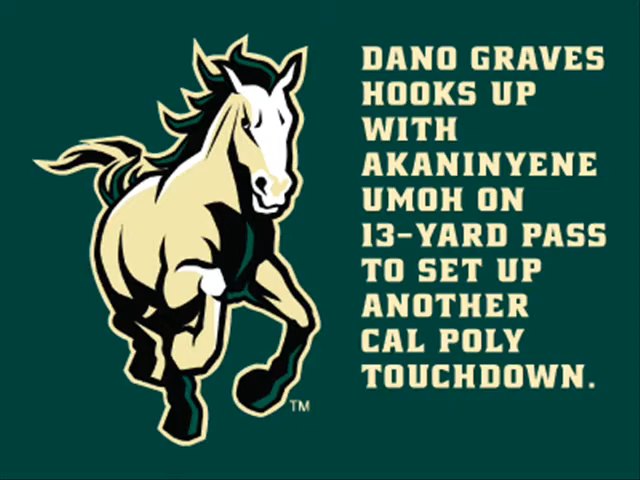 DANO GRAVES
HOOKS UP
WITH
AKANINYENE
UMOH ON
13-YARD PASS
TO SET UP
ANOTHER
CAL POLY
TOUCHDOWN.
TM